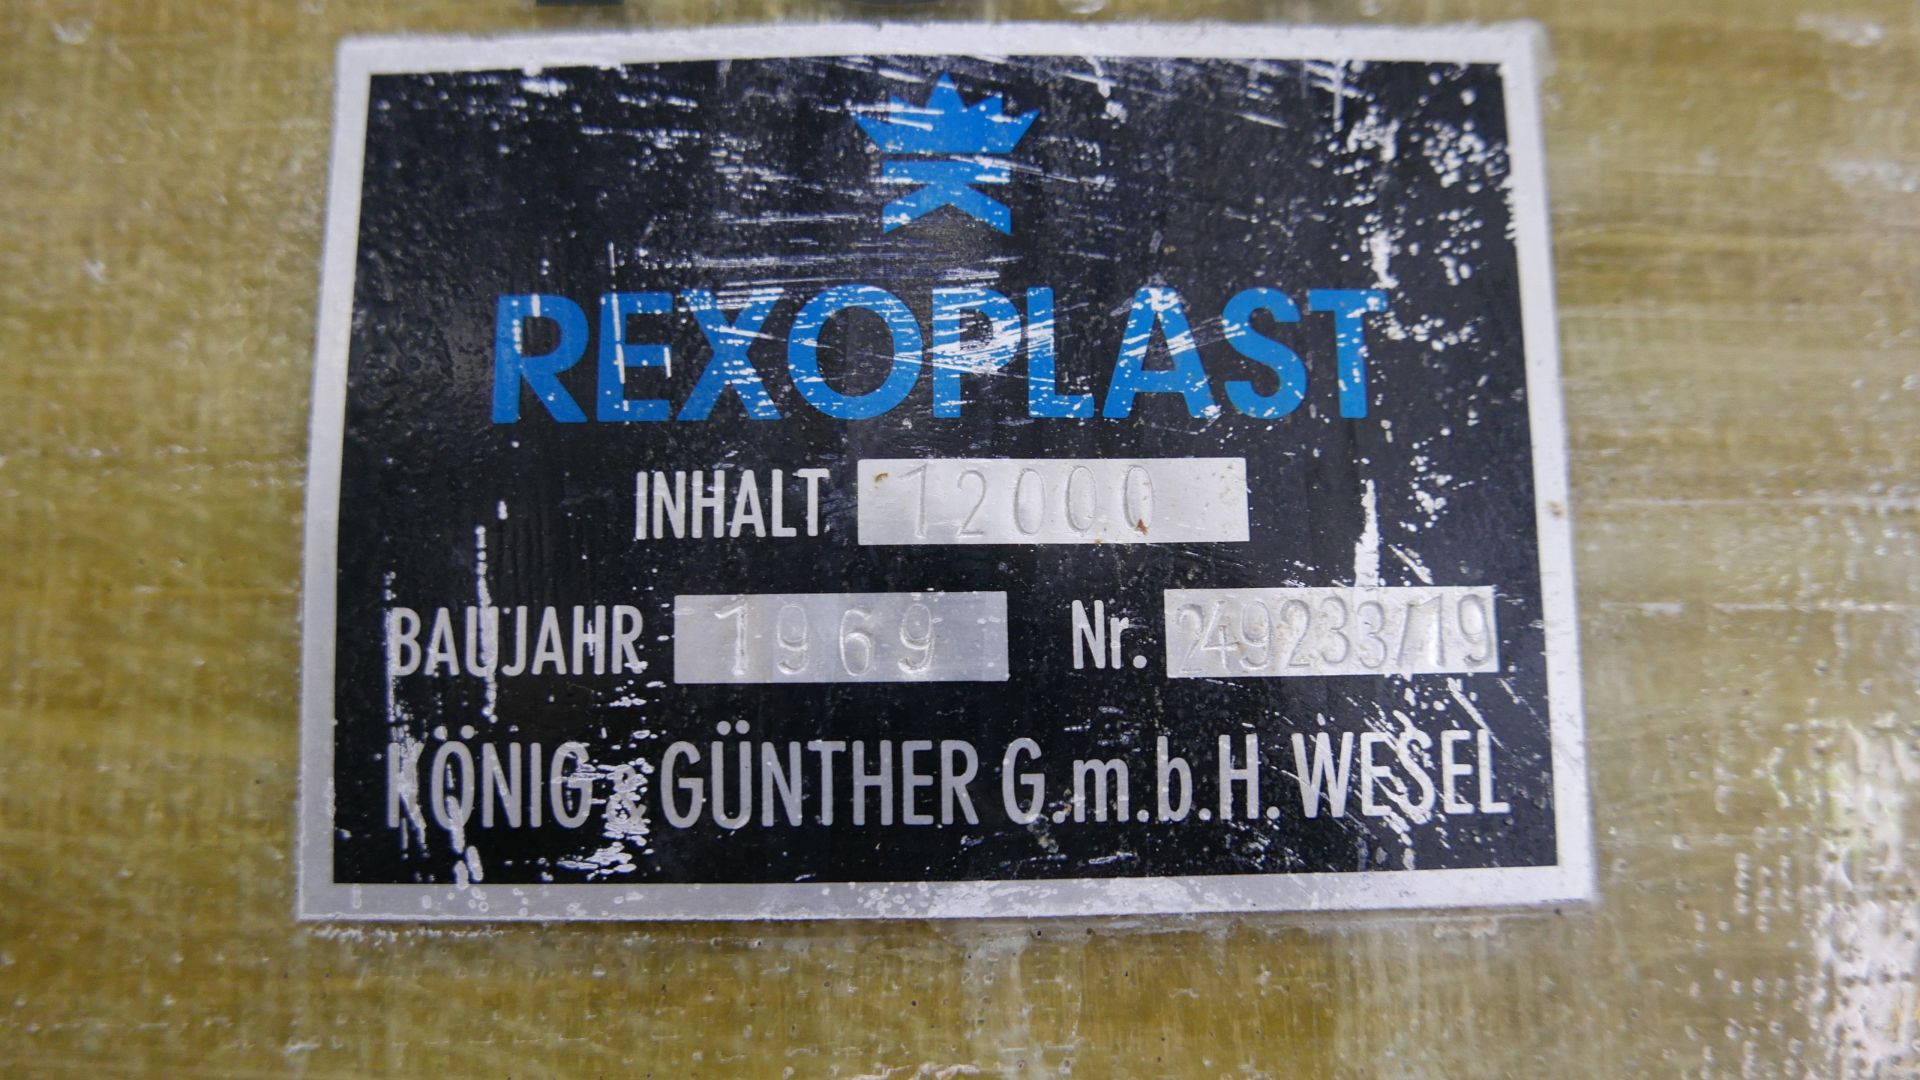 REXOPLAST
INHALT 12000
BAUJAHR 1969 Nr. 249233/19
KÖNIG & GÜNTHER G.m.b.H. WESEL